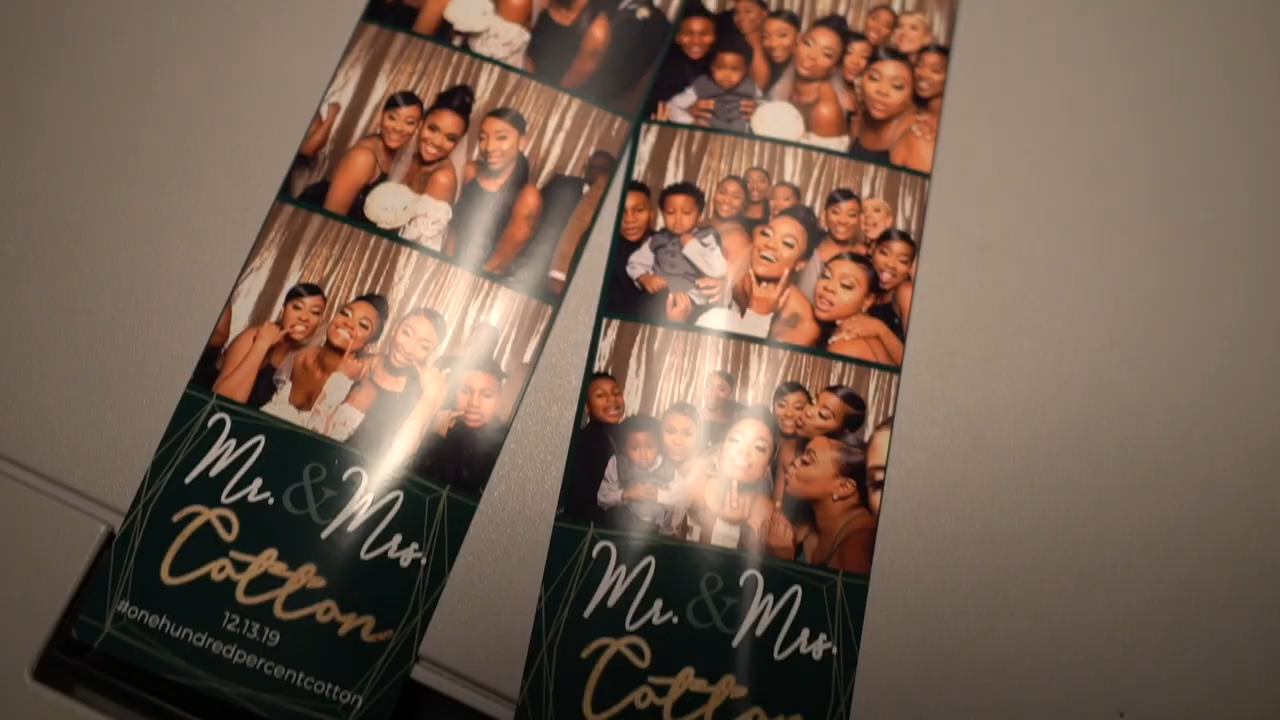 Mr. & Mrs.
Cotton
12.13.19
#onehundredpercentcotton
Mr. & Mrs.
Cotton